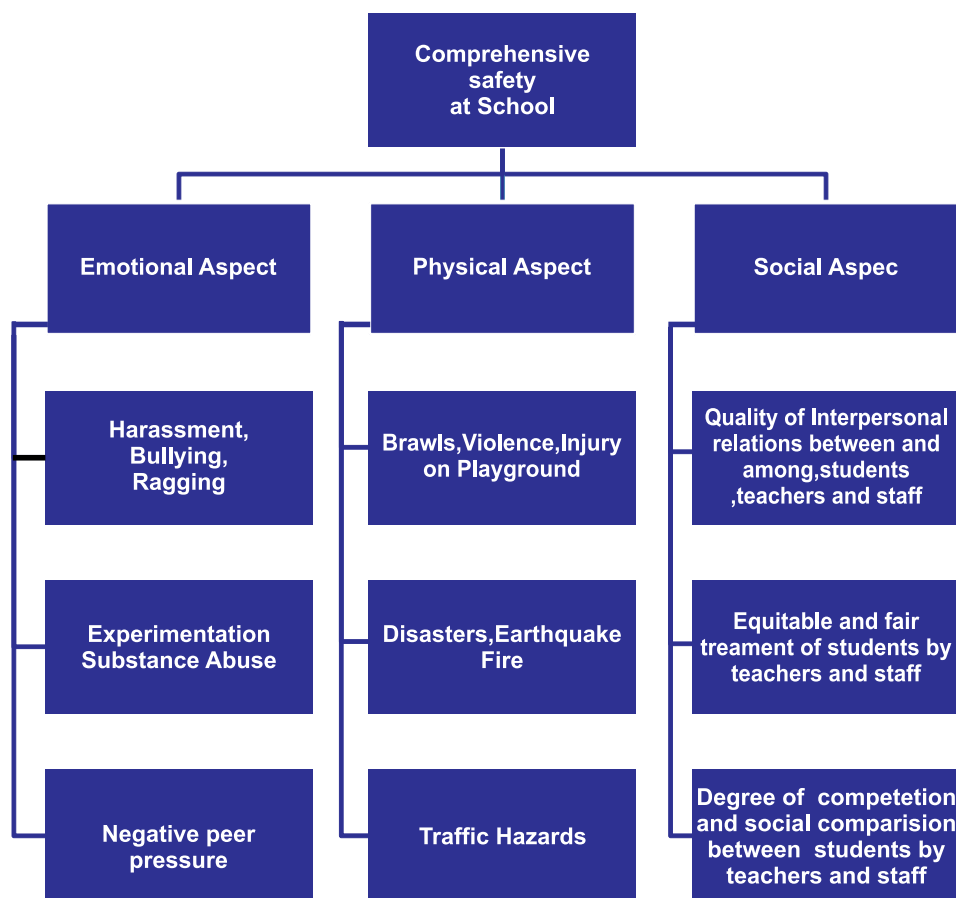 Comprehensive
safety
at School
Emotional Aspect
Physical Aspect
Social Aspec
Harassment,
Bullying,
Ragging
Brawls,Violence,Injury
on Playground
Quality of Interpersonal
relations between and
among,students
,teachers and staff
Experimentation
Substance Abuse
Disasters,Earthquake
Fire
Equitable and fair
treament of students by
teachers and staff
Negative peer
pressure
Traffic Hazards
Degree of competetion
and social comparision
between students by
teachers and staff